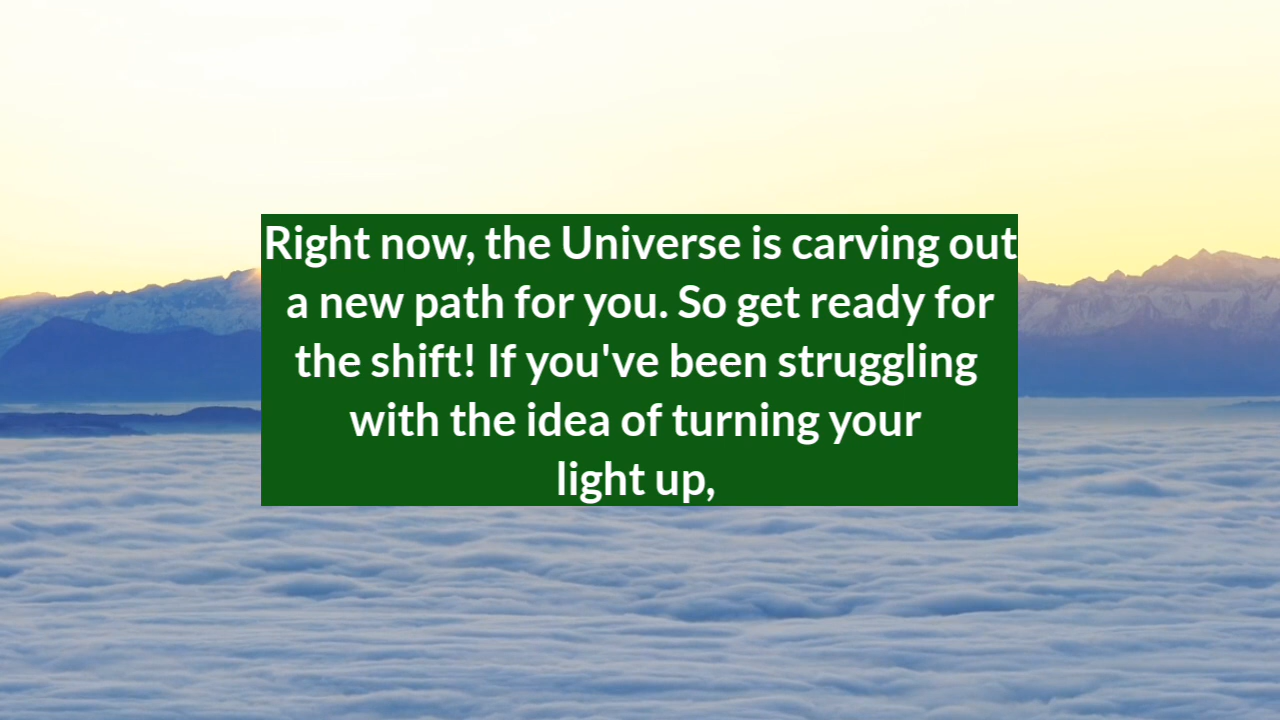 Right now, the Universe is carving out
a new path for you. So get ready for
the shift! If you've been struggling
with the idea of turning your
light up,